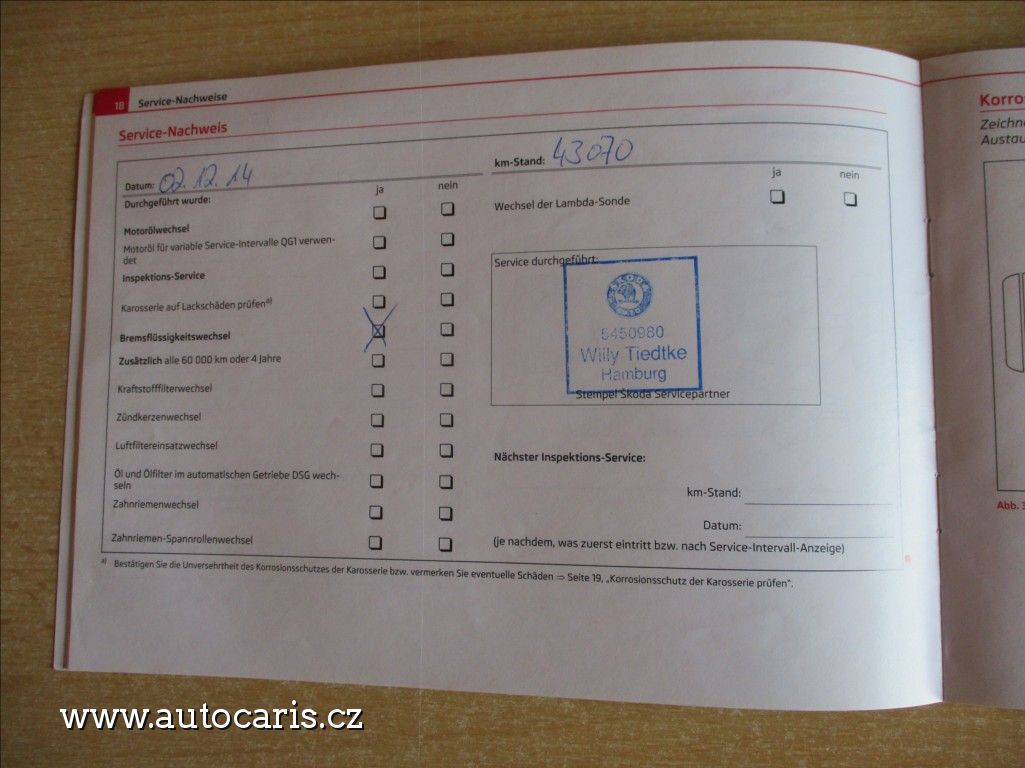 18 Service-Nachweise
Service-Nachweis
Datum: 02.12.14
km-Stand: 43070
ja nein
Durchgeführt wurde:
Motorölwechsel
Motoröl für variable Service-Intervalle QG1 verwen-
det
Inspektions-Service
Karosserie auf Lackschäden prüfen a)
Bremsflüssigkeitswechsel
Zusätzlich alle 60 000 km oder 4 Jahre
Kraftstofffilterwechsel
Zündkerzenwechsel
Luftfiltereinsatzwechsel
Öl und Ölfilter im automatischen Getriebe DSG wech-
seln
Zahnriemenwechsel
Zahnriemen-Spannrollenwechsel
ja nein
Wechsel der Lambda-Sonde
Service durchgeführt:
5450980
Willy Tiedtke
Hamburg
Stempel Škoda Servicepartner
Nächster Inspektions-Service:
km-Stand:
Datum:
(je nachdem, was zuerst eintritt bzw. nach Service-Intervall-Anzeige)
a) Bestätigen Sie die Unversehrtheit des Korrosionsschutzes der Karosserie bzw. vermerken Sie eventuelle Schäden ⇒ Seite 19, „Korrosionsschutz der Karosserie prüfen“.
Korro
Zeichn
Austau
Abb. 3
www.autocaris.cz